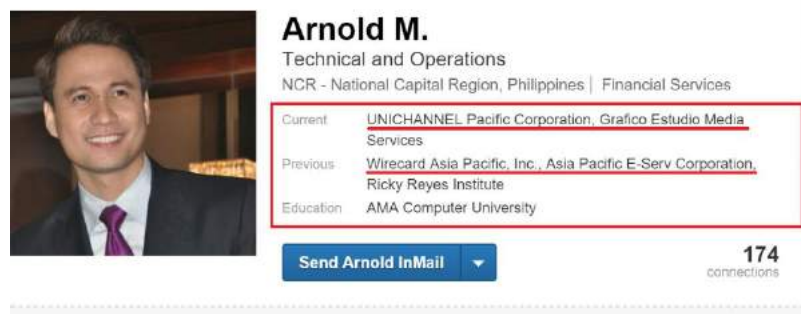 Arnold M.
Technical and Operations
NCR - National Capital Region, Philippines | Financial Services
Current UNICHANNEL Pacific Corporation, Grafico Estudio Media
Services
Previous Wirecard Asia Pacific, Inc., Asia Pacific E-Serv Corporation,
Ricky Reyes Institute
Education AMA Computer University
Send Arnold InMail
174
connections